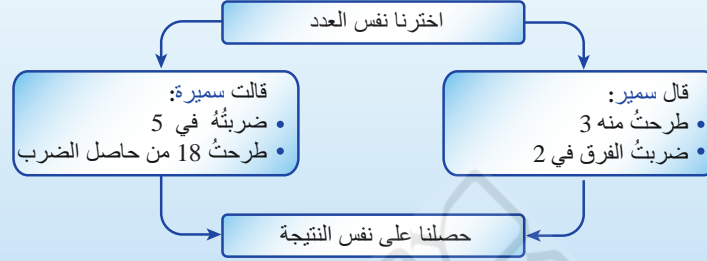 اخترنا نفس العدد
قال سمير:
• طرحتُ منه 3
• ضربتُ الفرق في 2
قالت سميرة:
• ضربتُهُ في 5
• طرحتُ 18 من حاصل الضرب
حصلنا على نفس النتيجة